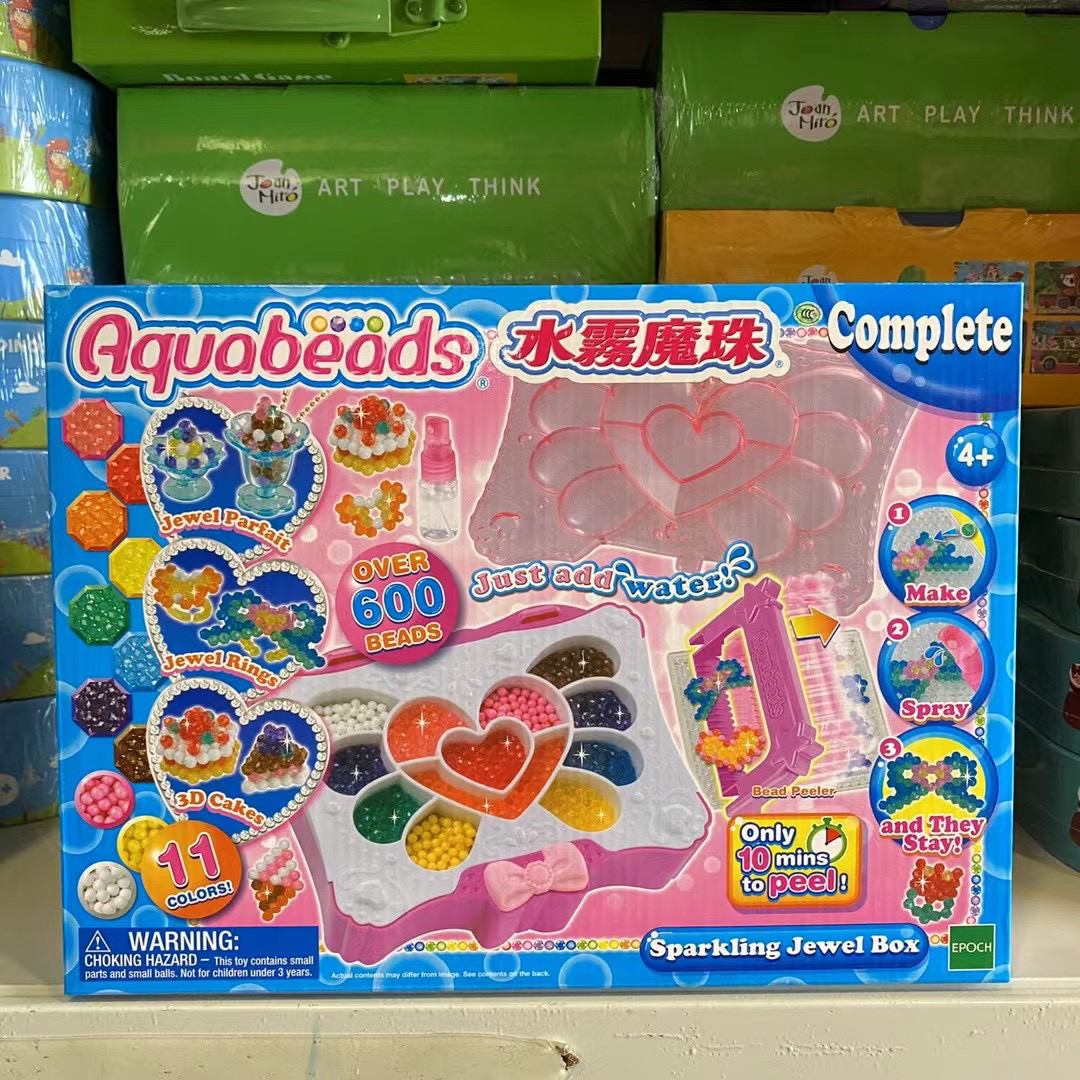 Board Game
Joan Miró
ART PLAY THINK
Joan Miró
ART PLAY THINK
Joan
Aquabeads®
水霧魔珠®
CCC
Complete
4+
Jewel Parfait
Jewel Rings
3D Cakes
OVER
600
BEADS
Just add water!
1
Make
2
Spray
3
and They
Stay!
Bead Peeler
Only
10 mins
to peel!
11
COLORS!
WARNING:
CHOKING HAZARD – This toy contains small
parts and small balls. Not for children under 3 years.
Actual contents may differ from image. See contents on the back.
Sparkling Jewel Box
EPOCH